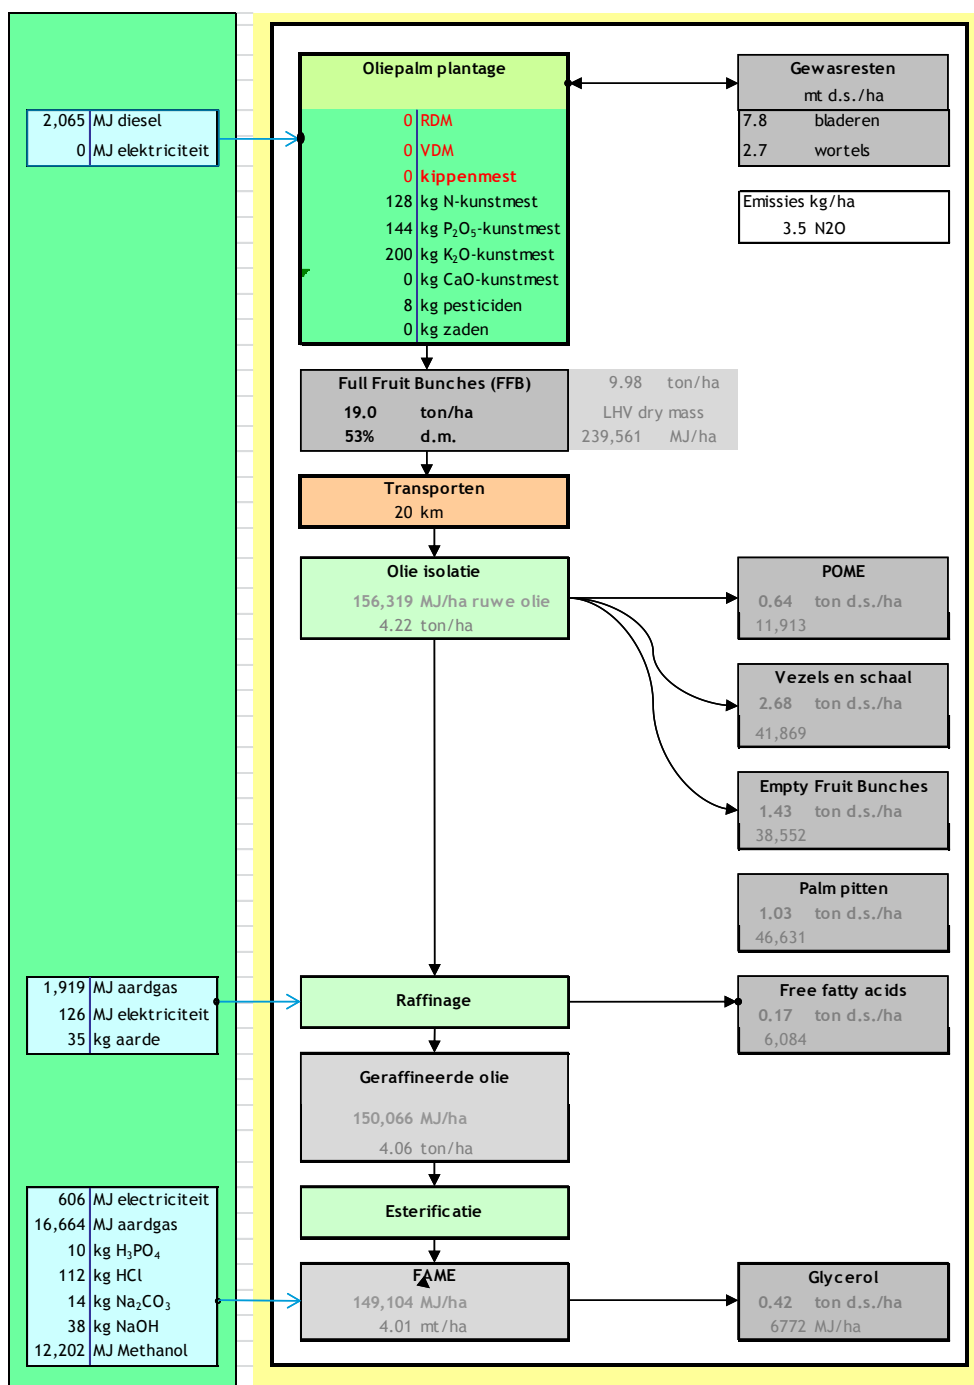 Oliepalm plantage
Gewasresten
mt d.s./ha
2,065 MJ diesel
0 MJ elektriciteit
0 RDM
0 VDM
0 kippenmest
128 kg N-kunstmest
144 kg P₂O₅-kunstmest
200 kg K₂O-kunstmest
0 kg CaO-kunstmest
8 kg pesticiden
0 kg zaden
7.8 bladeren
2.7 wortels
Emissies kg/ha
3.5 N2O
Full Fruit Bunches (FFB)
19.0 ton/ha
53% d.m.
9.98 ton/ha
LHV dry mass
239,561 MJ/ha
Transporten
20 km
Olie isolatie
156,319 MJ/ha ruwe olie
4.22 ton/ha
POME
0.64 ton d.s./ha
11,913
Vezels en schaal
2.68 ton d.s./ha
41,869
Empty Fruit Bunches
1.43 ton d.s./ha
38,552
Palm pitten
1.03 ton d.s./ha
46,631
1,919 MJ aardgas
126 MJ elektriciteit
35 kg aarde
Raffinage
Free fatty acids
0.17 ton d.s./ha
6,084
Geraffineerde olie
150,066 MJ/ha
4.06 ton/ha
Esterificatie
606 MJ electriciteit
16,664 MJ aardgas
10 kg H₃PO₄
112 kg HCl
14 kg Na₂CO₃
38 kg NaOH
12,202 MJ Methanol
FAME
149,104 MJ/ha
4.01 mt/ha
Glycerol
0.42 ton d.s./ha
6772 MJ/ha